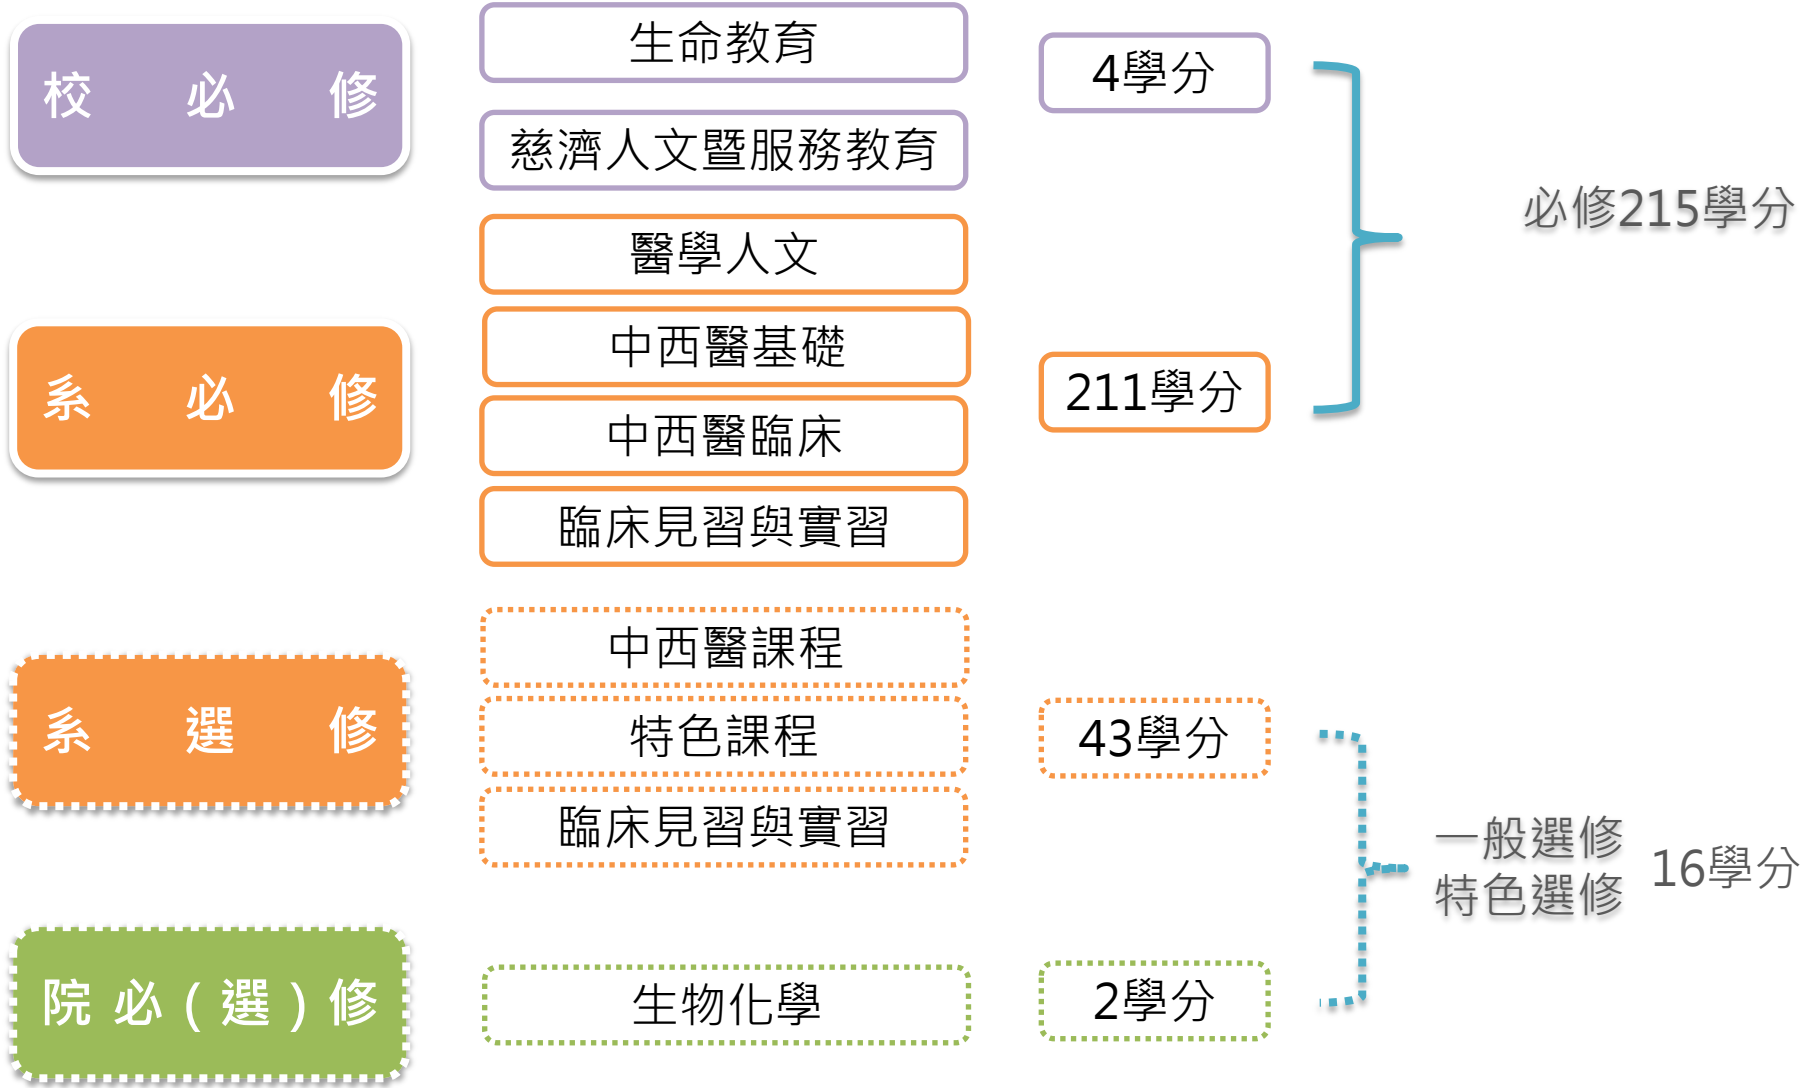 校必修
生命教育
慈濟人文暨服務教育
4學分
系必修
醫學人文
中西醫基礎
中西醫臨床
臨床見習與實習
211學分
必修215學分
系選修
中西醫課程
特色課程
臨床見習與實習
43學分
院必(選)修
生物化學
2學分
一般選修
特色選修
16學分